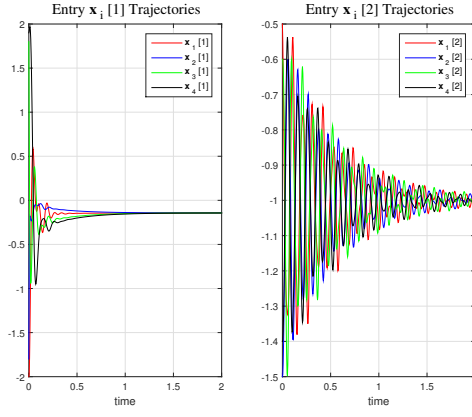 Entry x i [1] Trajectories
x 1 [1]
x 2 [1]
x 3 [1]
x 4 [1]
2
1.5
1
0.5
0
-0.5
-1
-1.5
-2
0 0.5 1 1.5 2
time
Entry x i [2] Trajectories
x 1 [2]
x 2 [2]
x 3 [2]
x 4 [2]
-0.5
-0.6
-0.7
-0.8
-0.9
-1
-1.1
-1.2
-1.3
-1.4
-1.5
0 0.5 1 1.5
time